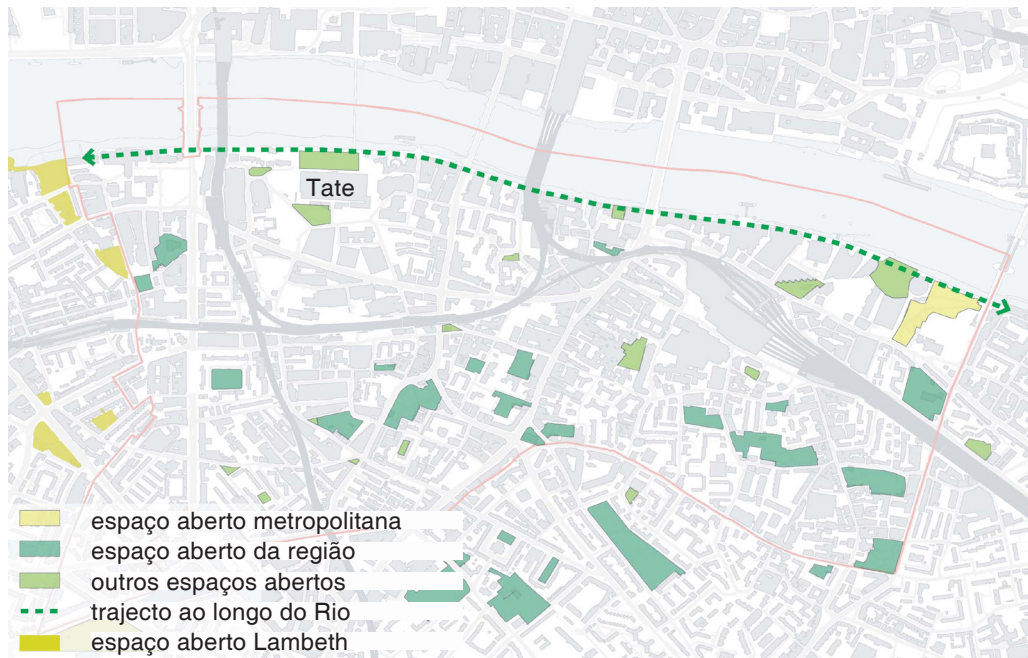 Tate
espaço aberto metropolitana
espaço aberto da região
outros espaços abertos
trajecto ao longo do Rio
espaço aberto Lambeth